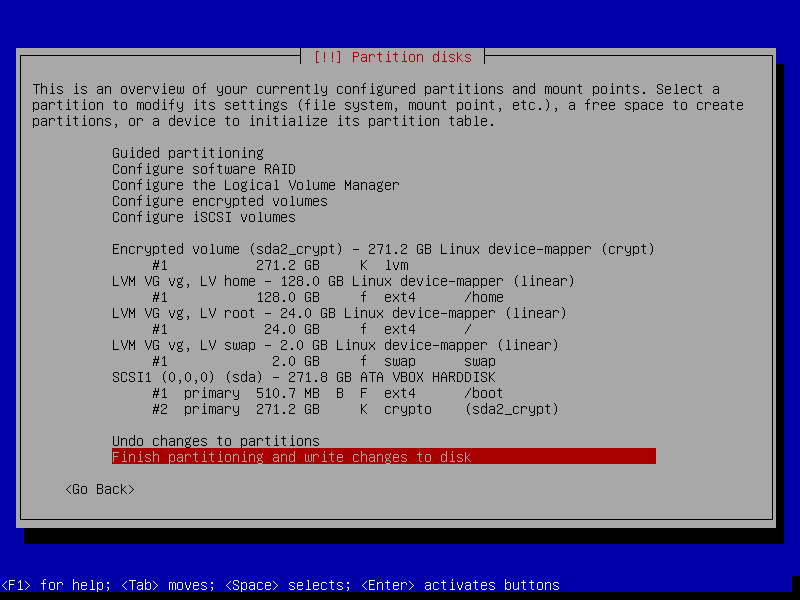 [!!] Partition disks
This is an overview of your currently configured partitions and mount points. Select a
partition to modify its settings (file system, mount point, etc.), a free space to create
partitions, or a device to initialize its partition table.
Guided partitioning
Configure software RAID
Configure the Logical Volume Manager
Configure encrypted volumes
Configure iSCSI volumes
Encrypted volume (sda2_crypt) - 271.2 GB Linux device-mapper (crypt)
#1 271.2 GB K lvm
LVM VG vg, LV home - 128.0 GB Linux device-mapper (linear)
#1 128.0 GB f ext4 /home
LVM VG vg, LV root - 24.0 GB Linux device-mapper (linear)
#1 24.0 GB f ext4 /
LVM VG vg, LV swap - 2.0 GB Linux device-mapper (linear)
#1 2.0 GB f swap swap
SCSI1 (0,0,0) (sda) - 271.8 GB ATA VBOX HARDDISK
#1 primary 510.7 MB B F ext4 /boot
#2 primary 271.2 GB K crypto (sda2_crypt)
Undo changes to partitions
Finish partitioning and write changes to disk
<Go Back>
<F1> for help; <Tab> moves; <Space> selects; <Enter> activates buttons